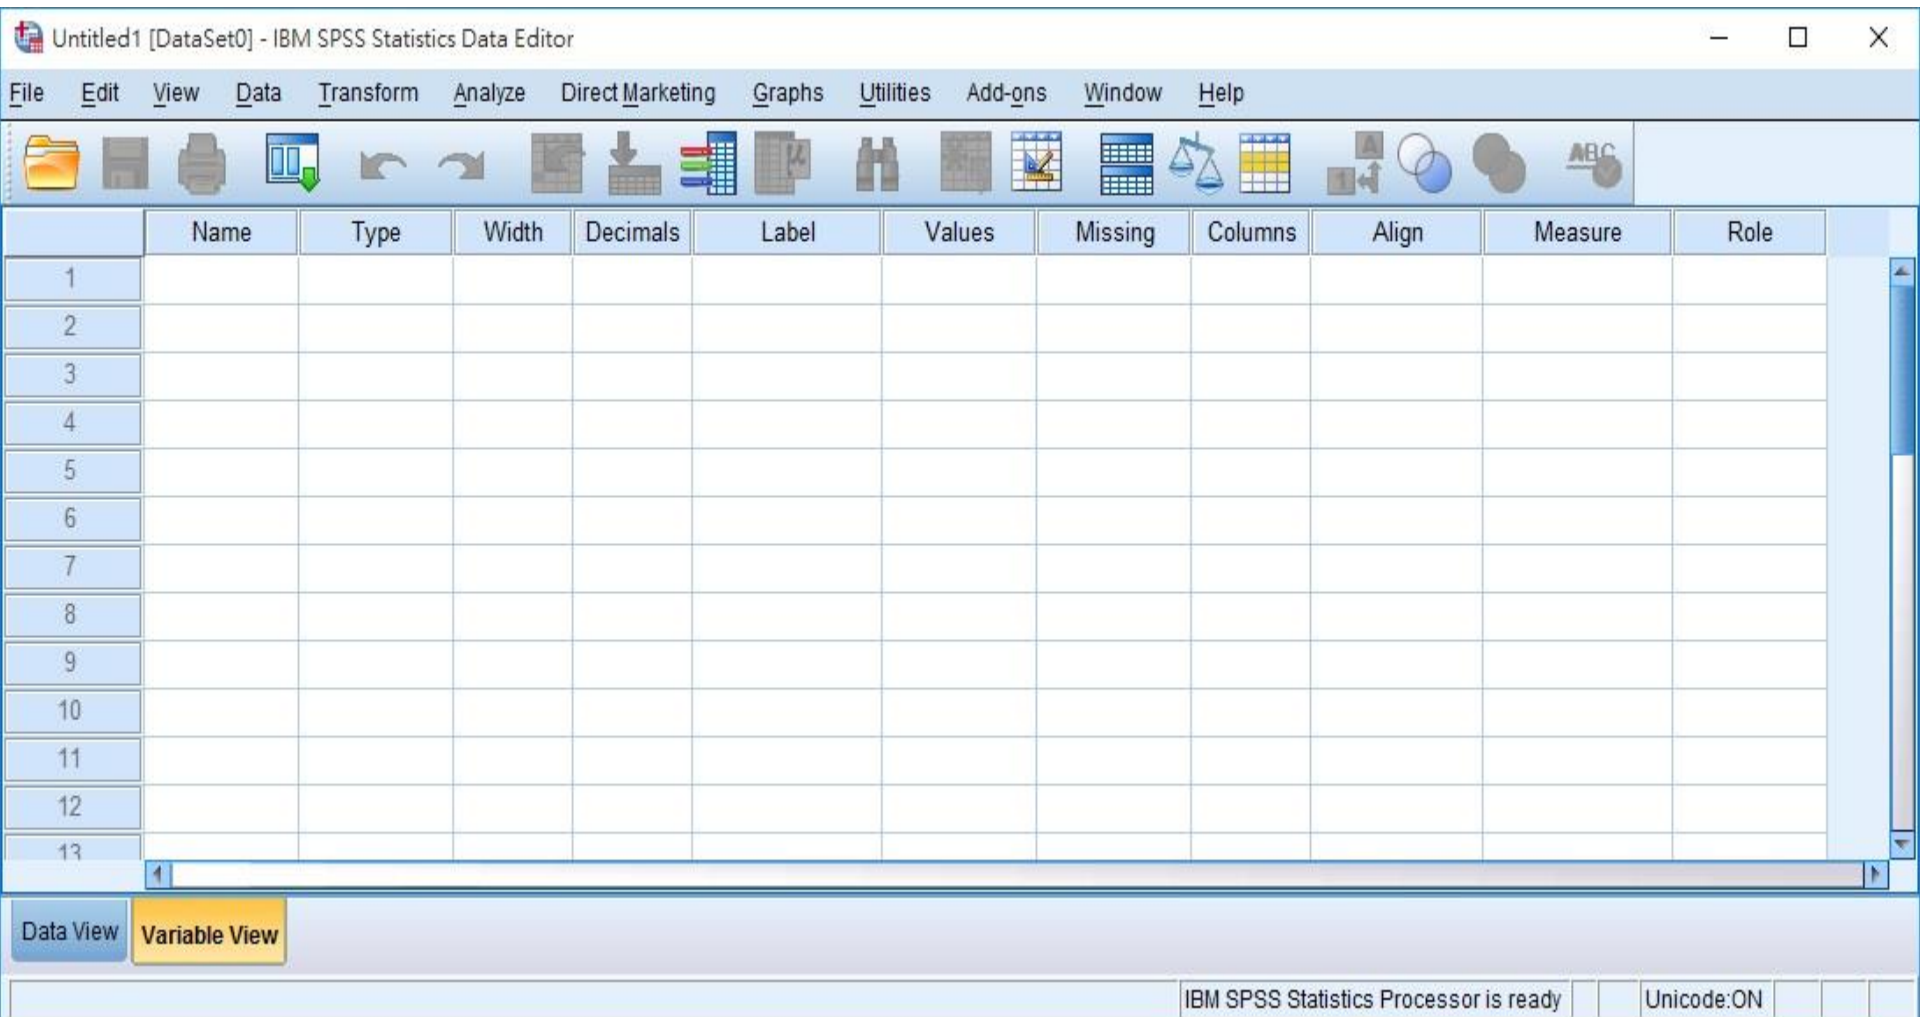 Untitled1 [DataSet0] - IBM SPSS Statistics Data Editor
File Edit View Data Transform Analyze Direct Marketing Graphs Utilities Add-ons Window Help
A
1
μ
ABC
Name Type Width Decimals Label Values Missing Columns Align Measure Role
1
2
3
4
5
6
7
8
9
10
11
12
13
Data View Variable View
IBM SPSS Statistics Processor is ready Unicode:ON